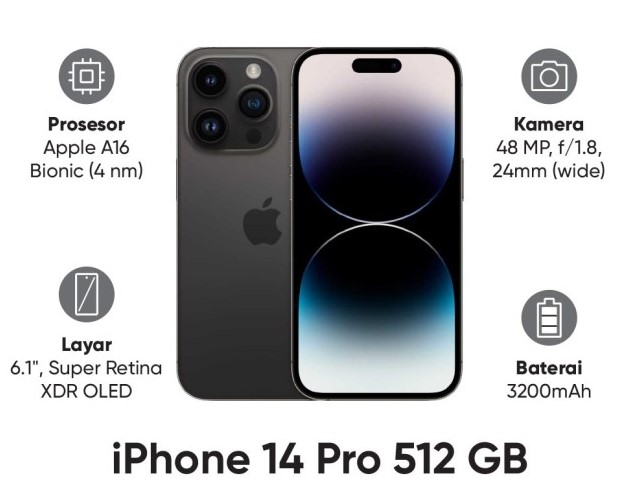 Prosesor
Apple A16
Bionic (4 nm)
Kamera
48 MP, f/1.8,
24mm (wide)
Layar
6.1", Super Retina
XDR OLED
Baterai
3200mAh
iPhone 14 Pro 512 GB